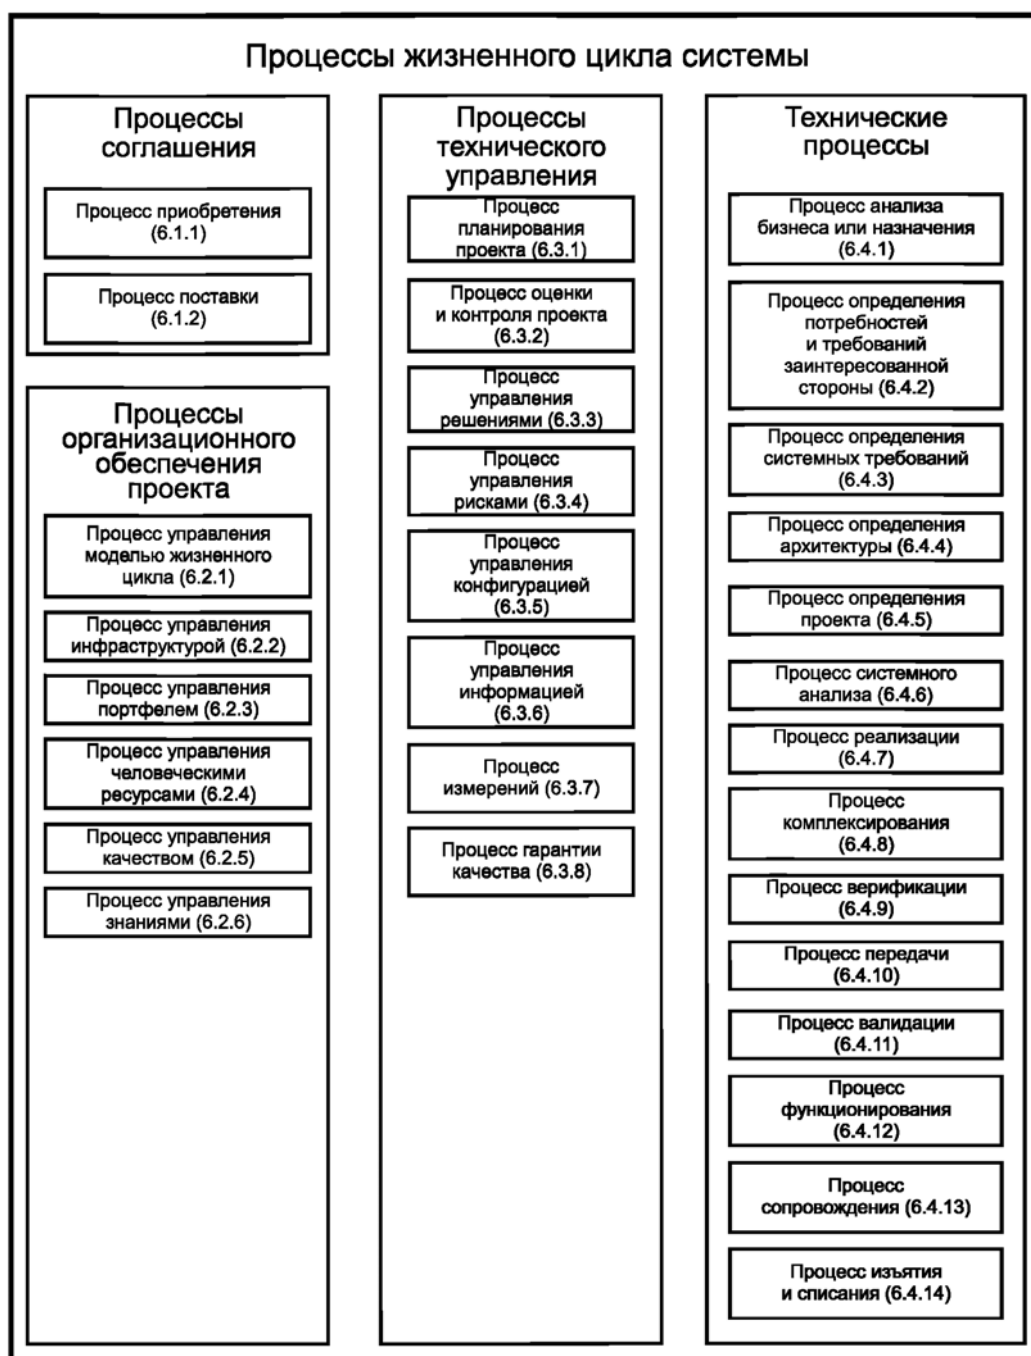 Процессы жизненного цикла системы
Процессы
соглашения
Процесс приобретения
(6.1.1)
Процесс поставки
(6.1.2)
Процессы
организационного
обеспечения
проекта
Процесс управления
моделью жизненного
цикла (6.2.1)
Процесс управления
инфраструктурой (6.2.2)
Процесс управления
портфелем (6.2.3)
Процесс управления
человеческими
ресурсами (6.2.4)
Процесс управления
качеством (6.2.5)
Процесс управления
знаниями (6.2.6)
Процессы
технического
управления
Процесс
планирования
проекта (6.3.1)
Процесс оценки
и контроля проекта
(6.3.2)
Процесс
управления
решениями (6.3.3)
Процесс
управления
рисками (6.3.4)
Процесс
управления
конфигурацией
(6.3.5)
Процесс
управления
информацией
(6.3.6)
Процесс
измерений (6.3.7)
Процесс гарантии
качества (6.3.8)
Технические
процессы
Процесс анализа
бизнеса или назначения
(6.4.1)
Процесс определения
потребностей
и требований
заинтересованной
стороны (6.4.2)
Процесс определения
системных требований
(6.4.3)
Процесс определения
архитектуры (6.4.4)
Процесс определения
проекта (6.4.5)
Процесс системного
анализа (6.4.6)
Процесс реализации
(6.4.7)
Процесс
комплексирования
(6.4.8)
Процесс верификации
(6.4.9)
Процесс передачи
(6.4.10)
Процесс валидации
(6.4.11)
Процесс
функционирования
(6.4.12)
Процесс
сопровождения (6.4.13)
Процесс изъятия
и списания (6.4.14)